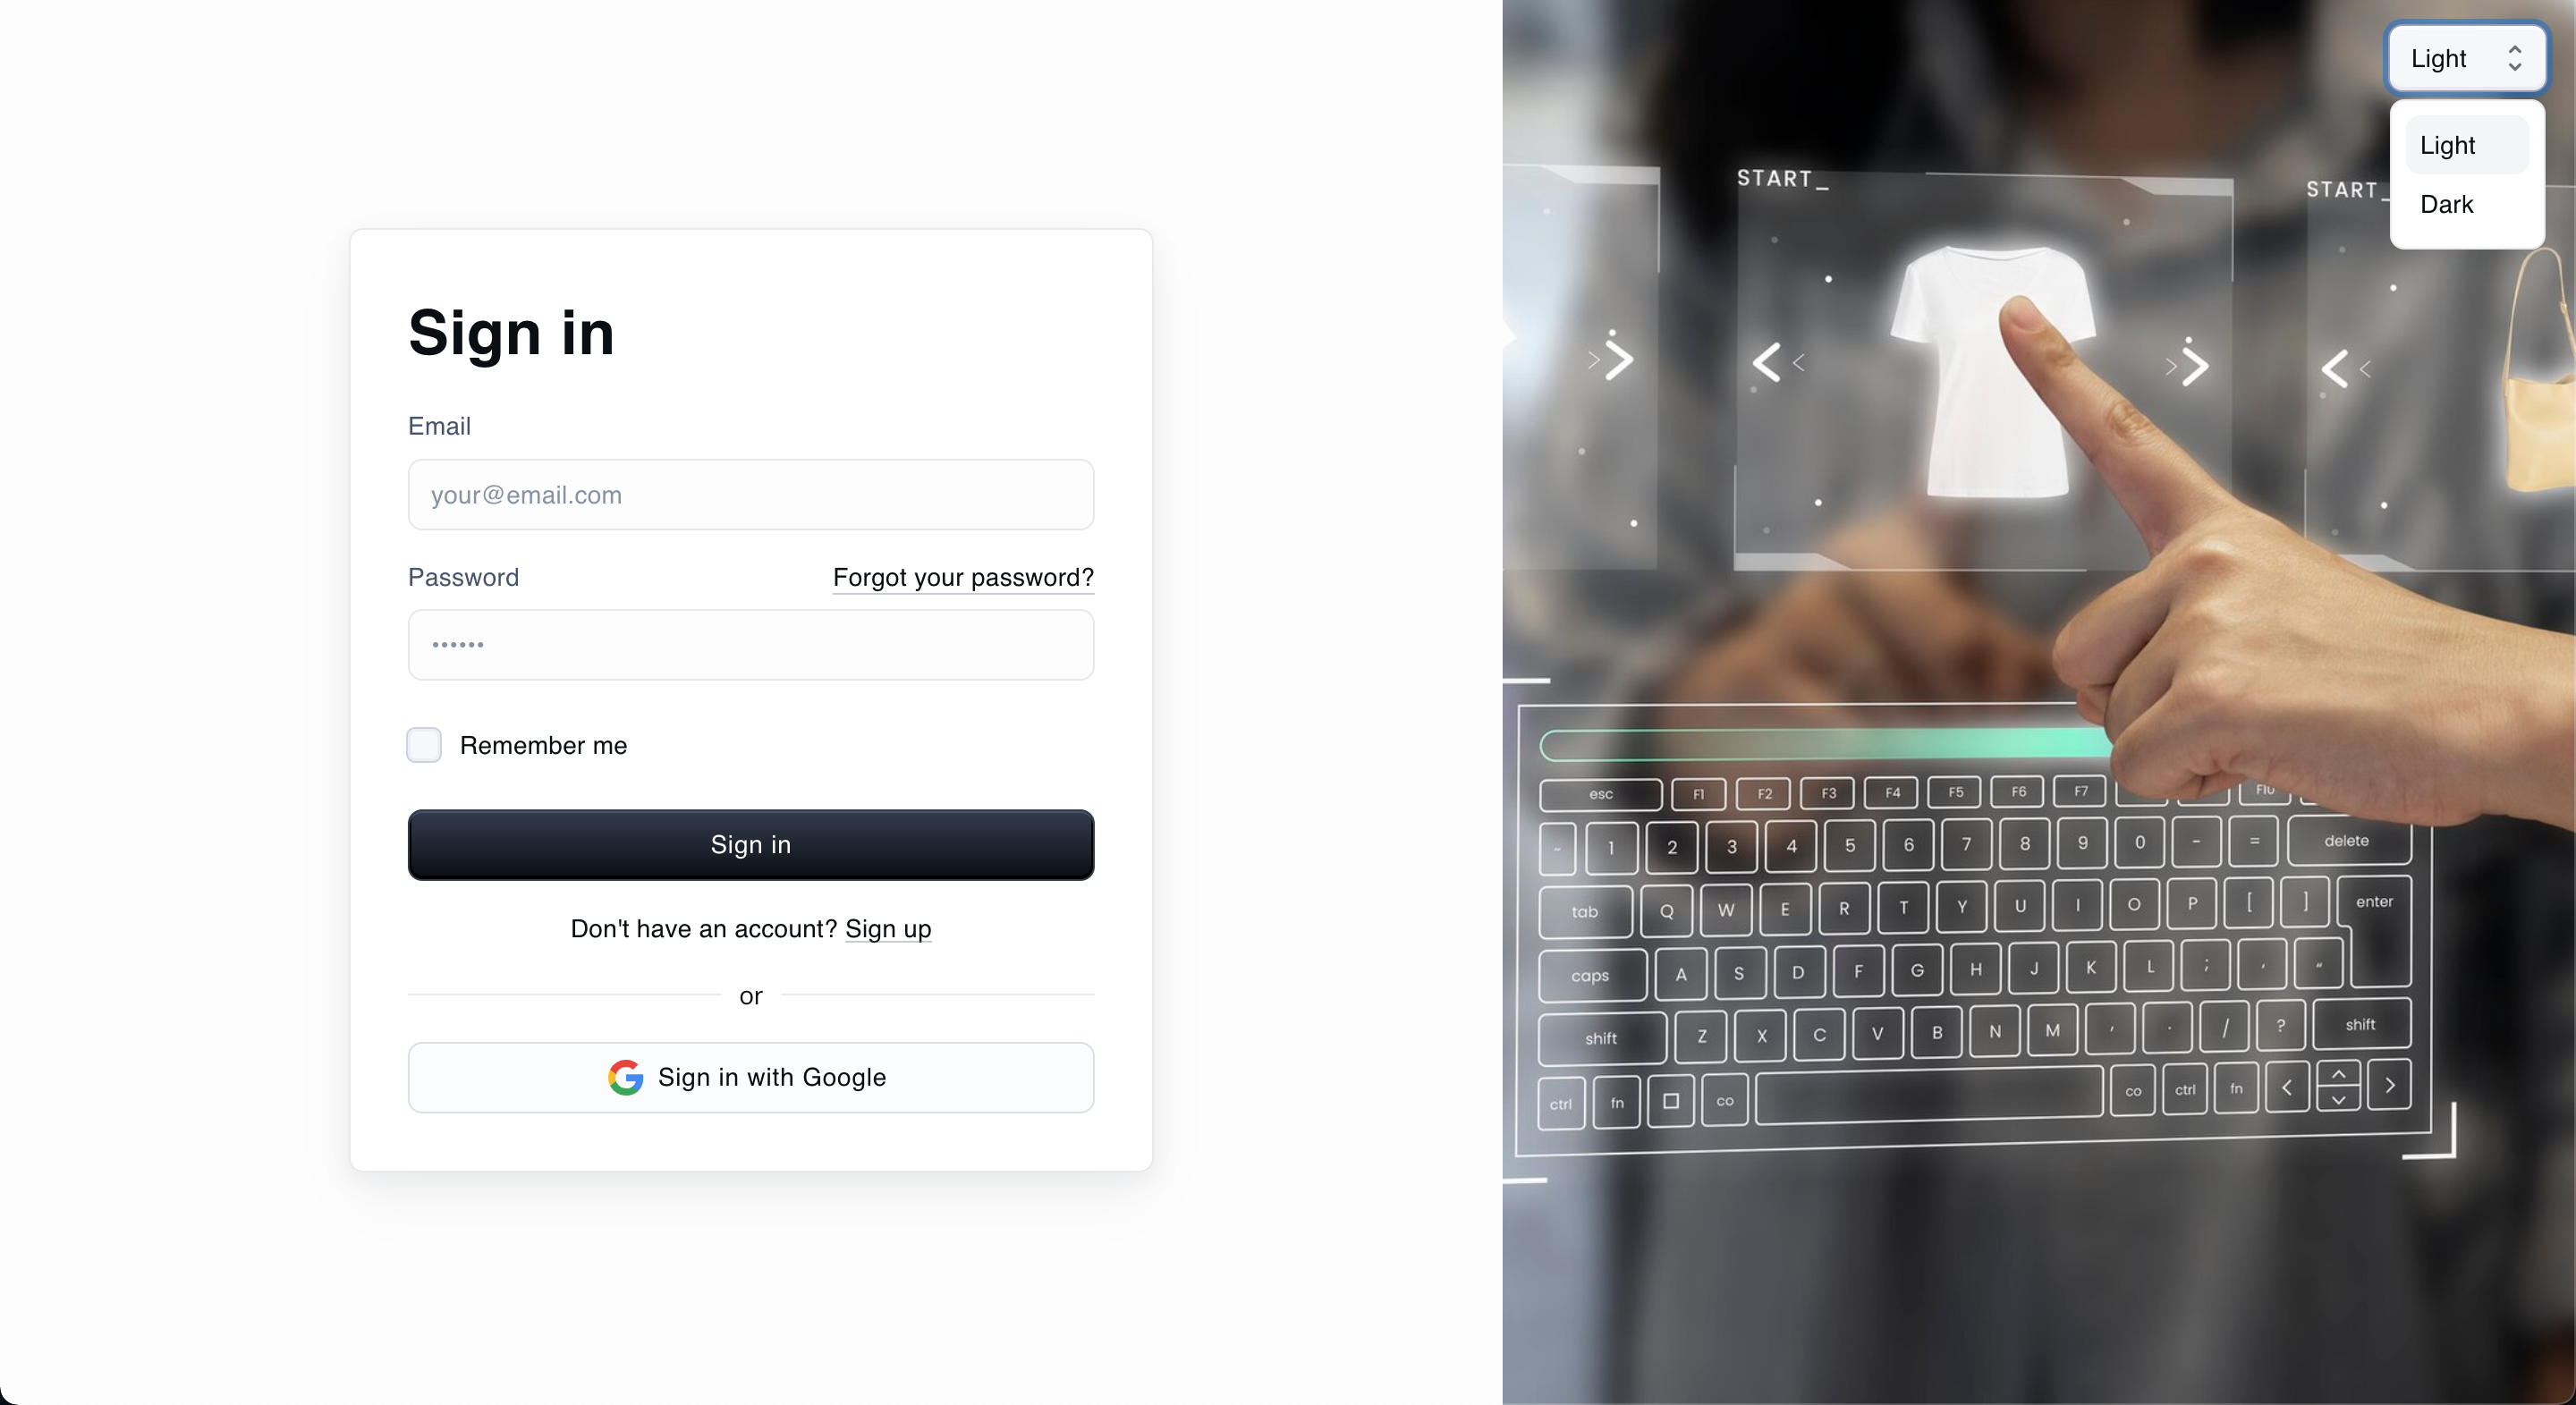 Sign in
Email
your@email.com
Password Forgot your password?
Remember me
Sign in
Don't have an account? Sign up
or
Sign in with Google
Light
Light
Dark
START_
START_
esc F1 F2 F3 F4 F5 F6 F7 F10
~ 1 2 3 4 5 6 7 8 9 0 - = delete
tab Q W E R T Y U I O P [ ] enter
caps A S D F G H J K L ; ‘ “
shift Z X C V B N M , . / ? shift
ctrl fn co co ctrl fn